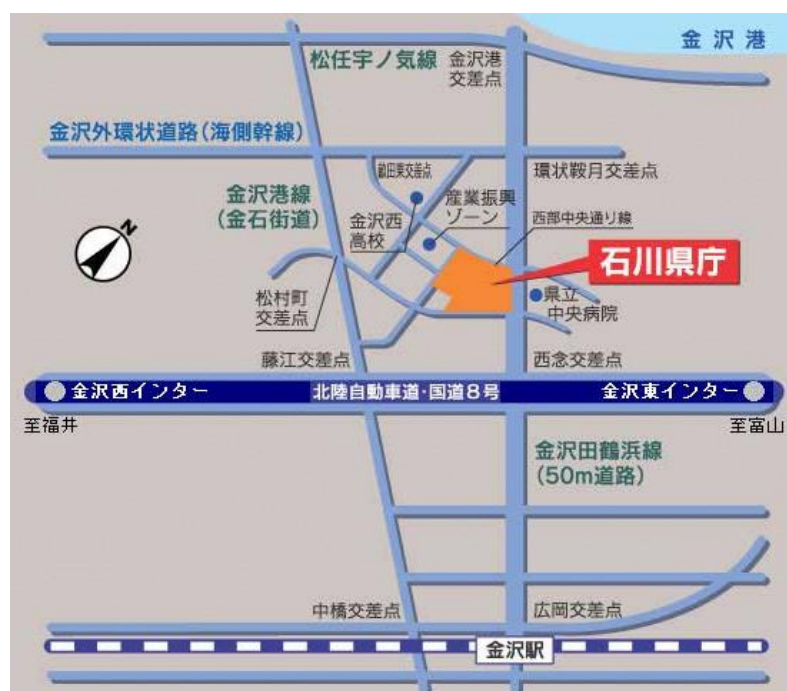 金沢港
松任宇ノ気線
金沢港
交差点
金沢外環状道路(海側幹線)
畝田東交差点
環状鞍月交差点
金沢港線
(金石街道)
産業振興
ゾーン
金沢西
高校
西部中央通り線
N
石川県庁
県立
中央病院
松村町
交差点
藤江交差点
西念交差点
金沢西インター
北陸自動車道・国道8号
金沢東インター
至福井
至富山
金沢田鶴浜線
(50m道路)
中橋交差点
広岡交差点
金沢駅